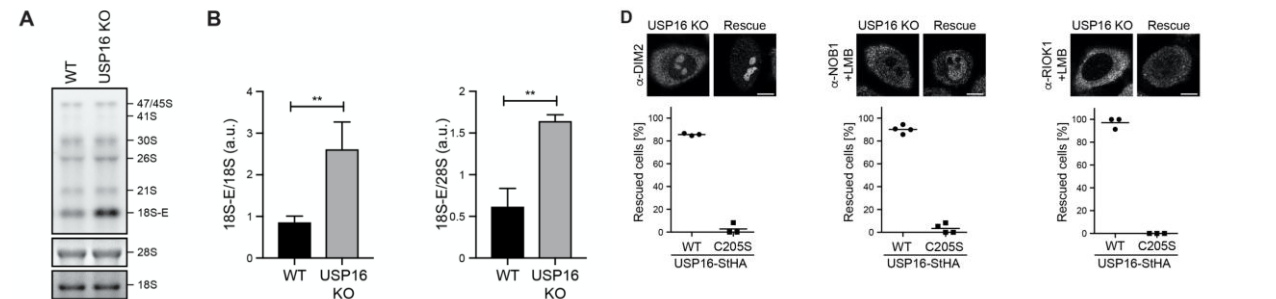 A
WT
USP16 KO
47/45S
41S
30S
26S
21S
18S-E
28S
18S
B
18S-E/18S (a.u.)
4
3
2
1
0
**
WT
USP16
KO
18S-E/28S (a.u.)
2
1.5
1
0.5
0
**
WT
USP16
KO
D
USP16 KO
Rescue
α-DIM2
Rescued cells [%]
100
80
60
40
20
0
WT
C205S
USP16-StHA
USP16 KO
Rescue
α-NOB1
+LMB
Rescued cells [%]
100
80
60
40
20
0
WT
C205S
USP16-StHA
USP16 KO
Rescue
α-RIOK1
+LMB
Rescued cells [%]
100
80
60
40
20
0
WT
C205S
USP16-StHA